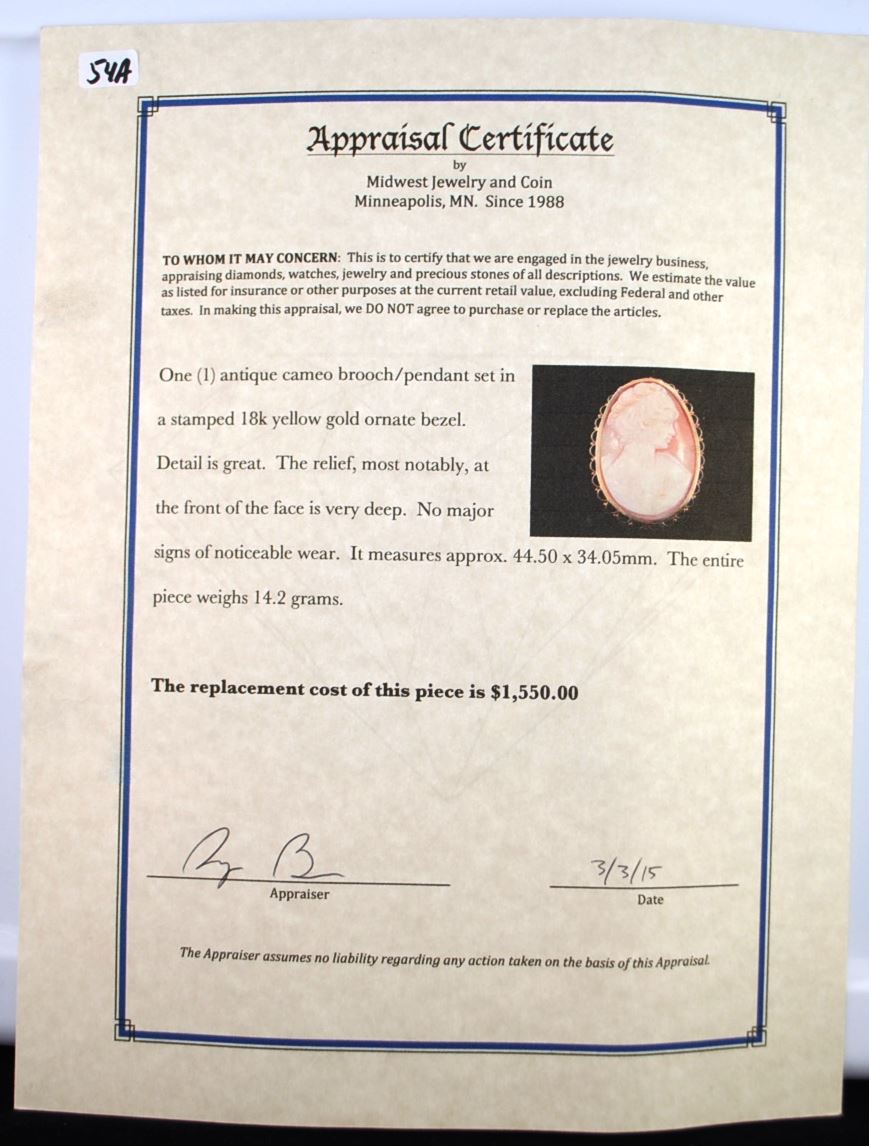 54A
Appraisal Certificate
by
Midwest Jewelry and Coin
Minneapolis, MN. Since 1988
TO WHOM IT MAY CONCERN: This is to certify that we are engaged in the jewelry business,
appraising diamonds, watches, jewelry and precious stones of all descriptions. We estimate the value
as listed for insurance or other purposes at the current retail value, excluding Federal and other
taxes. In making this appraisal, we DO NOT agree to purchase or replace the articles.
One (1) antique cameo brooch/pendant set in
a stamped 18k yellow gold ornate bezel.
Detail is great. The relief, most notably, at
the front of the face is very deep. No major
signs of noticeable wear. It measures approx. 44.50 x 34.05mm. The entire
piece weighs 14.2 grams.
The replacement cost of this piece is $1,550.00
3/3/15
Appraiser
Date
The Appraiser assumes no liability regarding any action taken on the basis of this Appraisal.